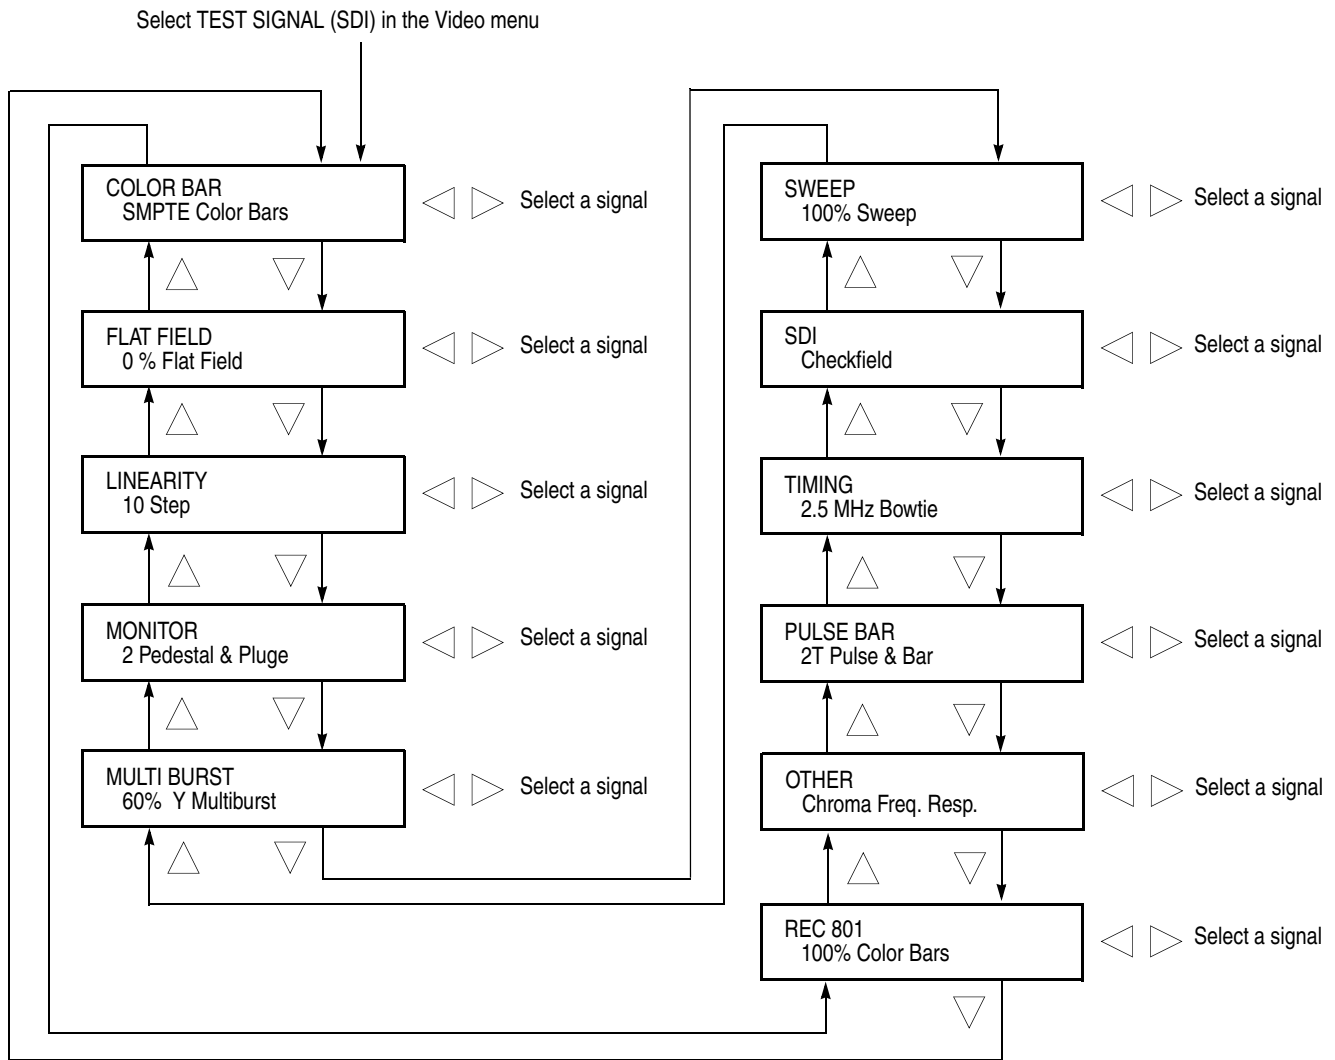 Select TEST SIGNAL (SDI) in the Video menu
COLOR BAR
SMPTE Color Bars
Select a signal
FLAT FIELD
0 % Flat Field
Select a signal
LINEARITY
10 Step
Select a signal
MONITOR
2 Pedestal & Pluge
Select a signal
MULTI BURST
60% Y Multiburst
Select a signal
SWEEP
100% Sweep
Select a signal
SDI
Checkfield
Select a signal
TIMING
2.5 MHz Bowtie
Select a signal
PULSE BAR
2T Pulse & Bar
Select a signal
OTHER
Chroma Freq. Resp.
Select a signal
REC 801
100% Color Bars
Select a signal